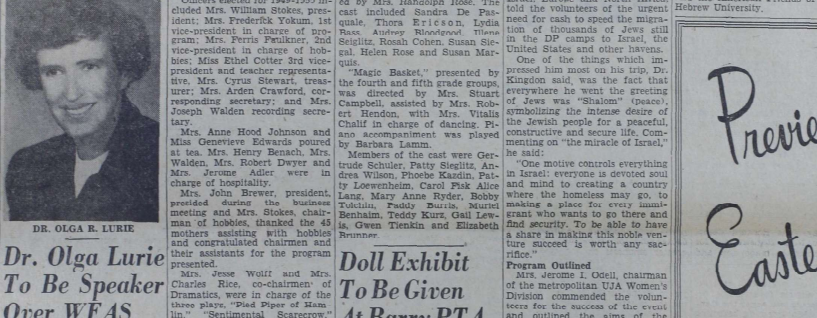 DR. OLGA R. LURIE
Dr. Olga Lurie
To Be Speaker
Over WFAS
Officers elected for 1949-1950 in-
cluded Mrs. William Stokes, pres-
ident; Mrs. Frederick Yokum, 1st
vice-president in charge of pro-
gram; Mrs. Ferris Faulkner, 2nd
vice-president in charge of hob-
bies; Miss Ethel Cotter 3rd vice-
president and teacher representa-
tive, Mrs. Cyrus Stewart, treas-
urer; Mrs. Arden Crawford, cor-
responding secretary; and Mrs.
Joseph Walden recording secre-
tary.
Mrs. Anne Hood Johnson and
Miss Genevieve Edwards poured
at tea. Mrs. Henry Benach, Mrs.
Walden, Mrs. Robert Dwyer and
Mrs. Jerome Adler were in
charge of hospitality.
Mrs. John Brewer, president,
presided during the business
meeting and Mrs. Stokes, chair-
man of hobbies, thanked the 45
mothers assisting with hobbies
and congratulated chairmen and
their assistants for the program
presented.
Mrs. Jesse Wolff and Mrs.
Charles Rice, co-chairmen of
Dramatics, were in charge of the
three plays, "Pied Piper of Ham
lin," "Sentimental Scarecrow,"
ed by Mrs. Randolph Rose. The
cast included Sandra De Pas-
quale, Thora Ericson, Lydia
Bass, Audrey Bloodgood, Illene
Seiglitz, Rosah Cohen, Susan Sie-
gal, Helen Rose and Susan Mar-
quis.
"Magic Basket," presented by
the fourth and fifth grade groups,
was directed by Mrs. Stuart
Campbell, assisted by Mrs. Rob-
ert Hendon, with Mrs. Vitalis
Chalif in charge of dancing. Pi-
ano accompaniment was played
by Barbara Lamm.
Members of the cast were Ger-
trude Schuler, Patty Sieglitz, An-
drea Wilson, Phoebe Kazdin, Pat-
ty Loewenheim, Carol Fisk Alice
Lang, Mary Anne Ryder, Bobby
Tolchin, Paddy Burris, Muriel
Benhaim, Teddy Kurz, Gail Lew-
is, Gwen Tienkin and Elizabeth
Brunner.
Doll Exhibit
To Be Given
At Barry PTA
told the volunteers of the urgent
need for cash to speed the migra-
tion of thousands of Jews still
in the DP camps to Israel, the
United States and other havens.
One of the things which im-
pressed him most on his trip, Dr.
Kingdon said, was the fact that
everywhere he went the greeting
of Jews was "Shalom" (peace),
symbolizing the intense desire of
the Jewish people for a peaceful,
constructive and secure life. Com-
menting on "the miracle of Israel,"
he said:
"One motive controls everything
in Israel: everyone is devoted soul
and mind to creating a country
where the homeless may go, to
making a place for every immi-
grant who wants to go there and
find security. To be able to have
a share in making this noble ven-
ture succeed is worth any sac-
rifice."
Program Outlined
Mrs. Jerome I. Odell, chairman
of the metropolitan UJA Women's
Division commended the volun-
teers for the success of the event
and outlined the aims of the
Hebrew University.
Previe
Easte